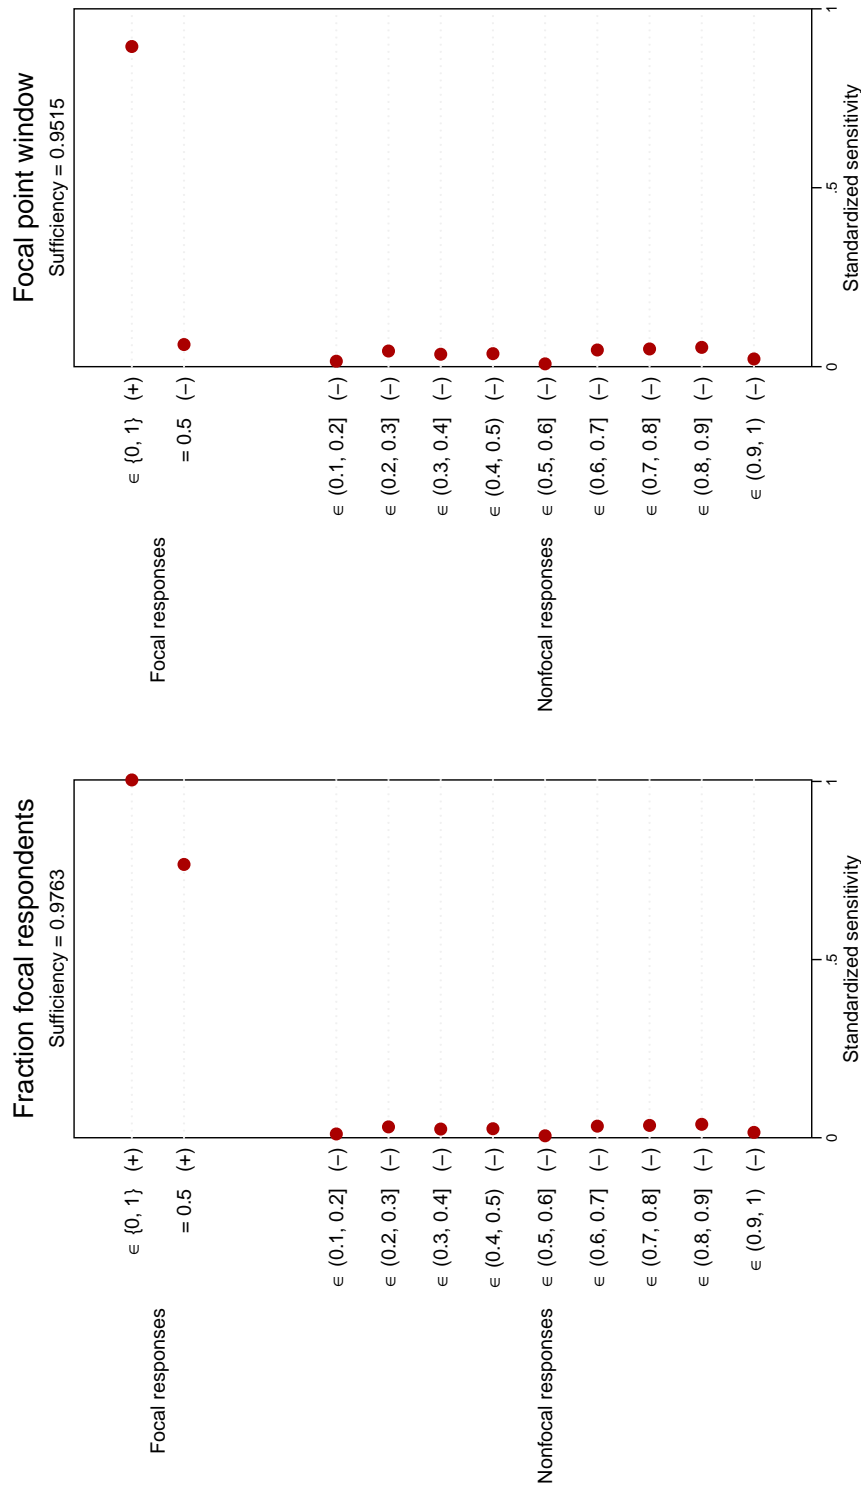 Fraction focal respondents
Sufficiency = 0.9763
Focal responses
∈ {0, 1} (+)
= 0.5 (+)
Nonfocal responses
∈ (0.1, 0.2] (−)
∈ (0.2, 0.3] (−)
∈ (0.3, 0.4] (−)
∈ (0.4, 0.5) (−)
∈ (0.5, 0.6] (−)
∈ (0.6, 0.7] (−)
∈ (0.7, 0.8] (−)
∈ (0.8, 0.9] (−)
∈ (0.9, 1) (−)
0 .5 1
Standardized sensitivity
Focal point window
Sufficiency = 0.9515
Focal responses
∈ {0, 1} (+)
= 0.5 (−)
Nonfocal responses
∈ (0.1, 0.2] (−)
∈ (0.2, 0.3] (−)
∈ (0.3, 0.4] (−)
∈ (0.4, 0.5) (−)
∈ (0.5, 0.6] (−)
∈ (0.6, 0.7] (−)
∈ (0.7, 0.8] (−)
∈ (0.8, 0.9] (−)
∈ (0.9, 1) (−)
0 .5 1
Standardized sensitivity